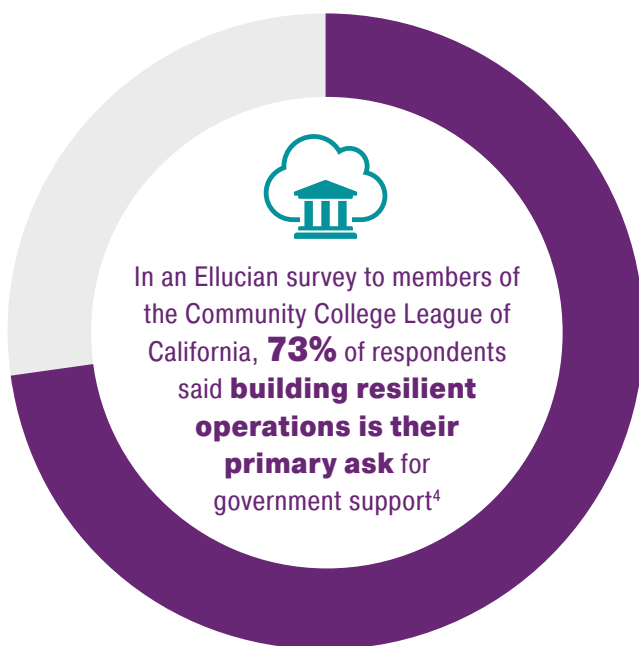 In an Ellucian survey to members of
the Community College League of
California, 73% of respondents
said building resilient
operations is their
primary ask for
government support4